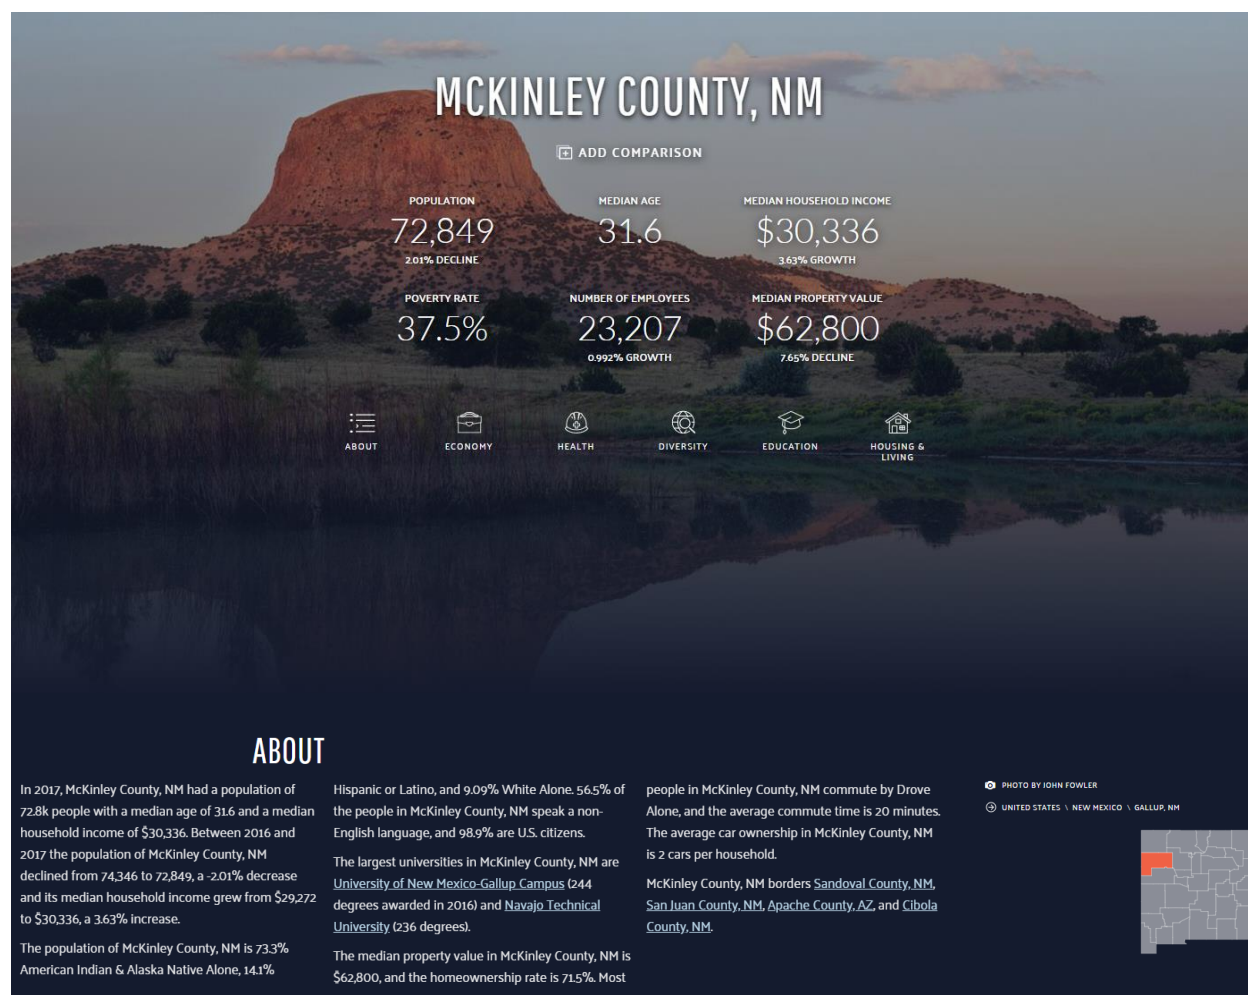 MCKINLEY COUNTY, NM
ADD COMPARISON
POPULATION
72,849
2.01% DECLINE
MEDIAN AGE
31.6
MEDIAN HOUSEHOLD INCOME
$30,336
3.63% GROWTH
POVERTY RATE
37.5%
NUMBER OF EMPLOYEES
23,207
0.992% GROWTH
MEDIAN PROPERTY VALUE
$62,800
7.65% DECLINE
ABOUT
ECONOMY
HEALTH
DIVERSITY
EDUCATION
HOUSING &
LIVING
ABOUT
In 2017, McKinley County, NM had a population of
72.8k people with a median age of 31.6 and a median
household income of $30,336. Between 2016 and
2017 the population of McKinley County, NM
declined from 74,346 to 72,849, a -2.01% decrease
and its median household income grew from $29,272
to $30,336, a 3.63% increase.
The population of McKinley County, NM is 73.3%
American Indian & Alaska Native Alone, 14.1%
Hispanic or Latino, and 9.09% White Alone. 56.5% of
the people in McKinley County, NM speak a non-
English language, and 98.9% are U.S. citizens.
The largest universities in McKinley County, NM are
University of New Mexico-Gallup Campus (244
degrees awarded in 2016) and Navajo Technical
University (236 degrees).
The median property value in McKinley County, NM is
$62,800, and the homeownership rate is 71.5%. Most
people in McKinley County, NM commute by Drove
Alone, and the average commute time is 20 minutes.
The average car ownership in McKinley County, NM
is 2 cars per household.
McKinley County, NM borders Sandoval County, NM,
San Juan County, NM, Apache County, AZ, and Cibola
County, NM.
PHOTO BY JOHN FOWLER
UNITED STATES \ NEW MEXICO \ GALLUP, NM